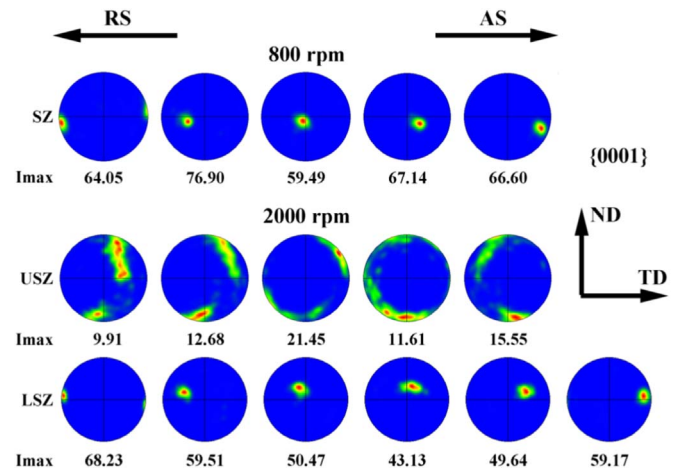 RS AS
800 rpm
SZ
{0001}
Imax 64.05 76.90 59.49 67.14 66.60
2000 rpm
ND
USZ TD
Imax 9.91 12.68 21.45 11.61 15.55
LSZ
Imax 68.23 59.51 50.47 43.13 49.64 59.17